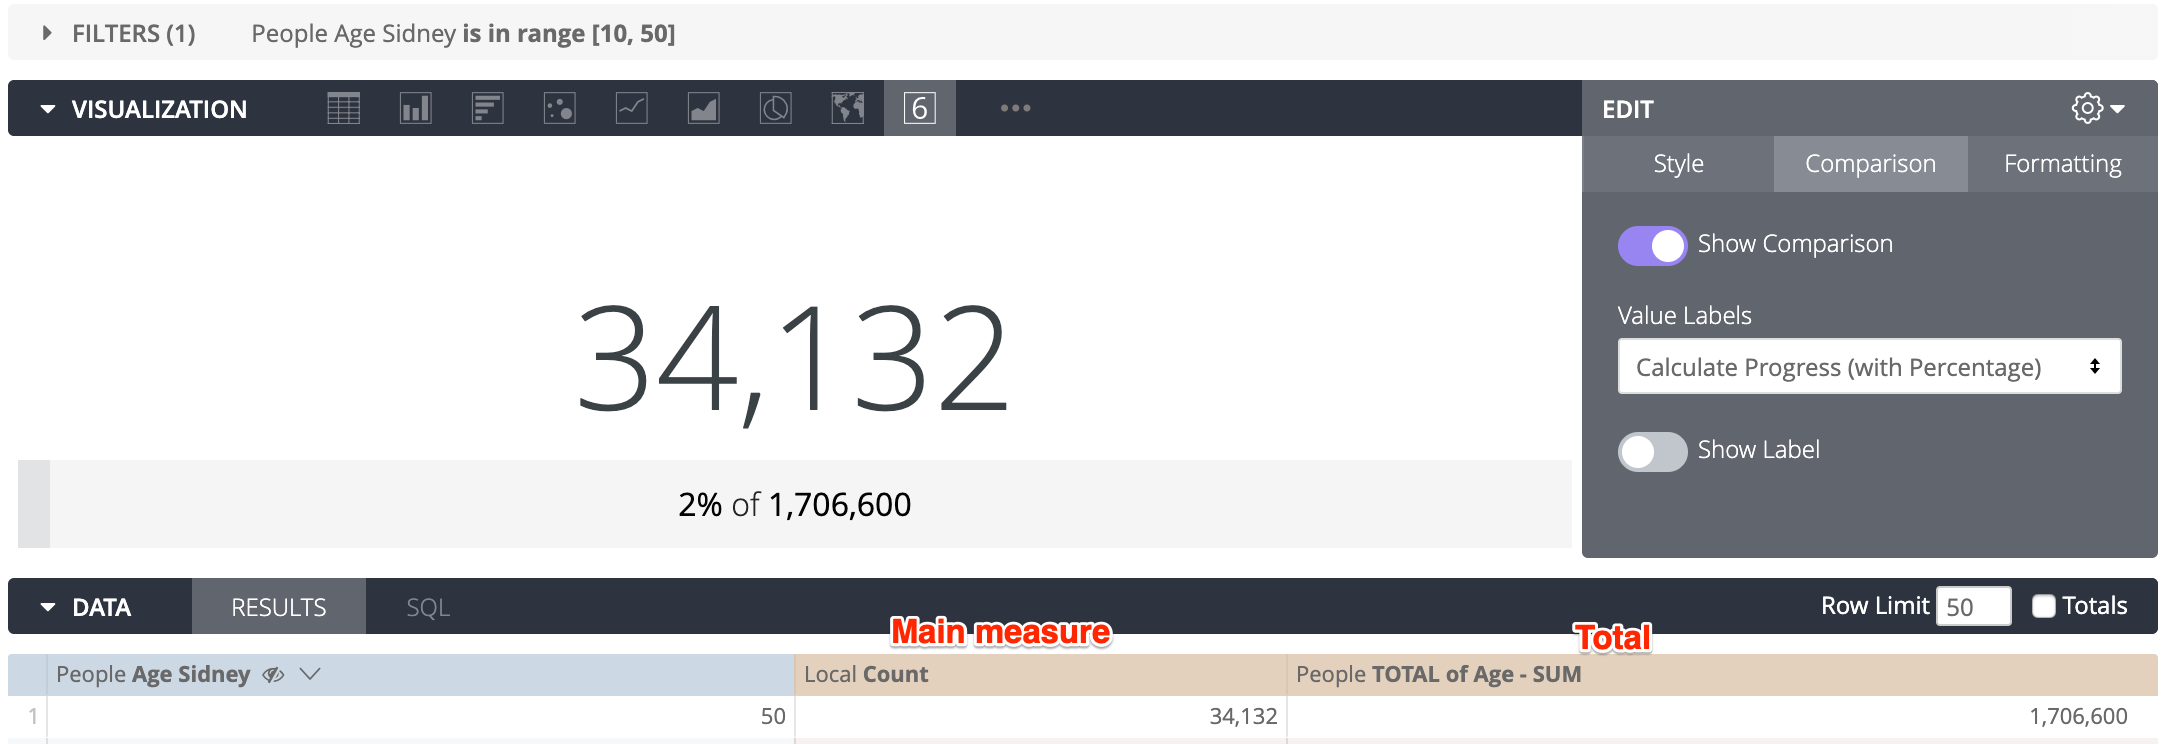 FILTERS (1) People Age Sidney is in range [10, 50]
VISUALIZATION 6 EDIT
Style Comparison Formatting
Show Comparison
Value Labels
Calculate Progress (with Percentage)
Show Label
34,132
2% of 1,706,600
DATA RESULTS SQL Row Limit 50 Totals
Main measure Total
People Age Sidney Local Count People TOTAL of Age - SUM
1 50 34,132 1,706,600